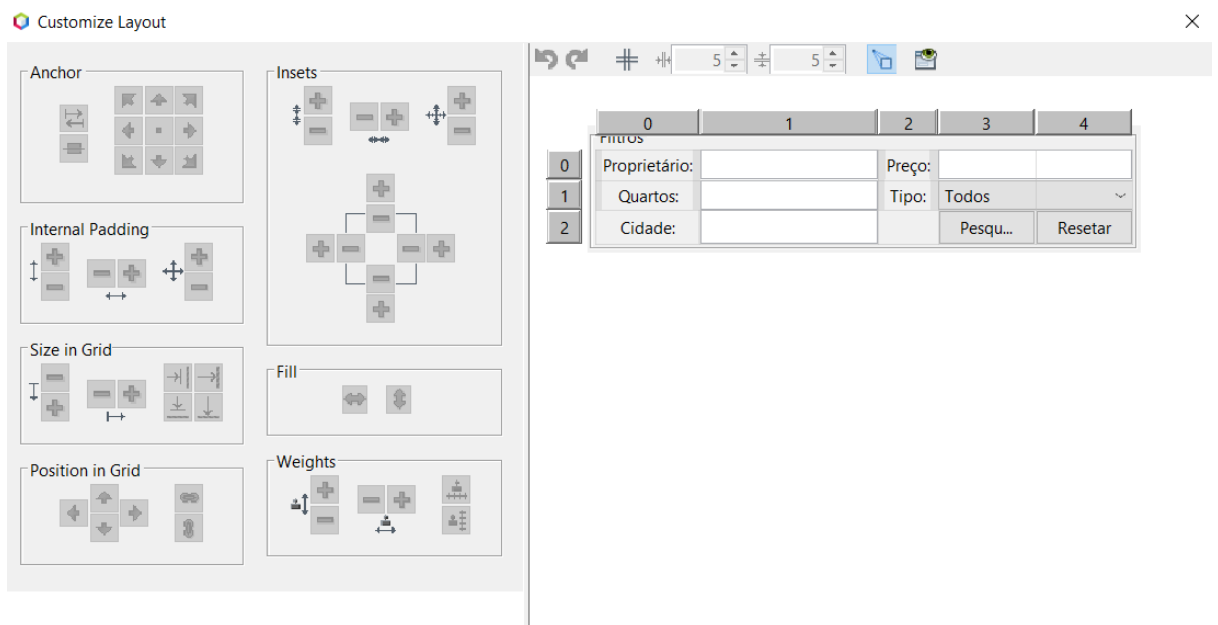 Customize Layout
Anchor
Insets
Internal Padding
Size in Grid
Fill
Position in Grid
Weights
5 5
0 1 2 3 4
Filtros
0 Proprietário: Preço:
1 Quartos: Tipo: Todos
2 Cidade: Pesqu... Resetar